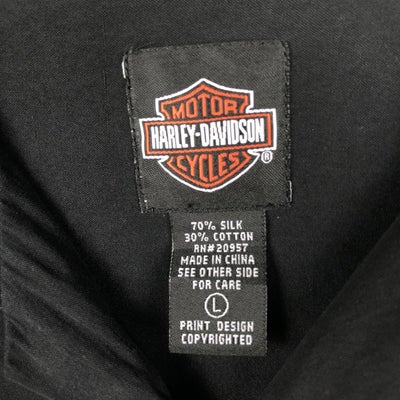 MOTOR
HARLEY-DAVIDSON
CYCLES®
70% SILK
30% COTTON
RN#20957
MADE IN CHINA
SEE OTHER SIDE
FOR CARE
L
PRINT DESIGN
COPYRIGHTED